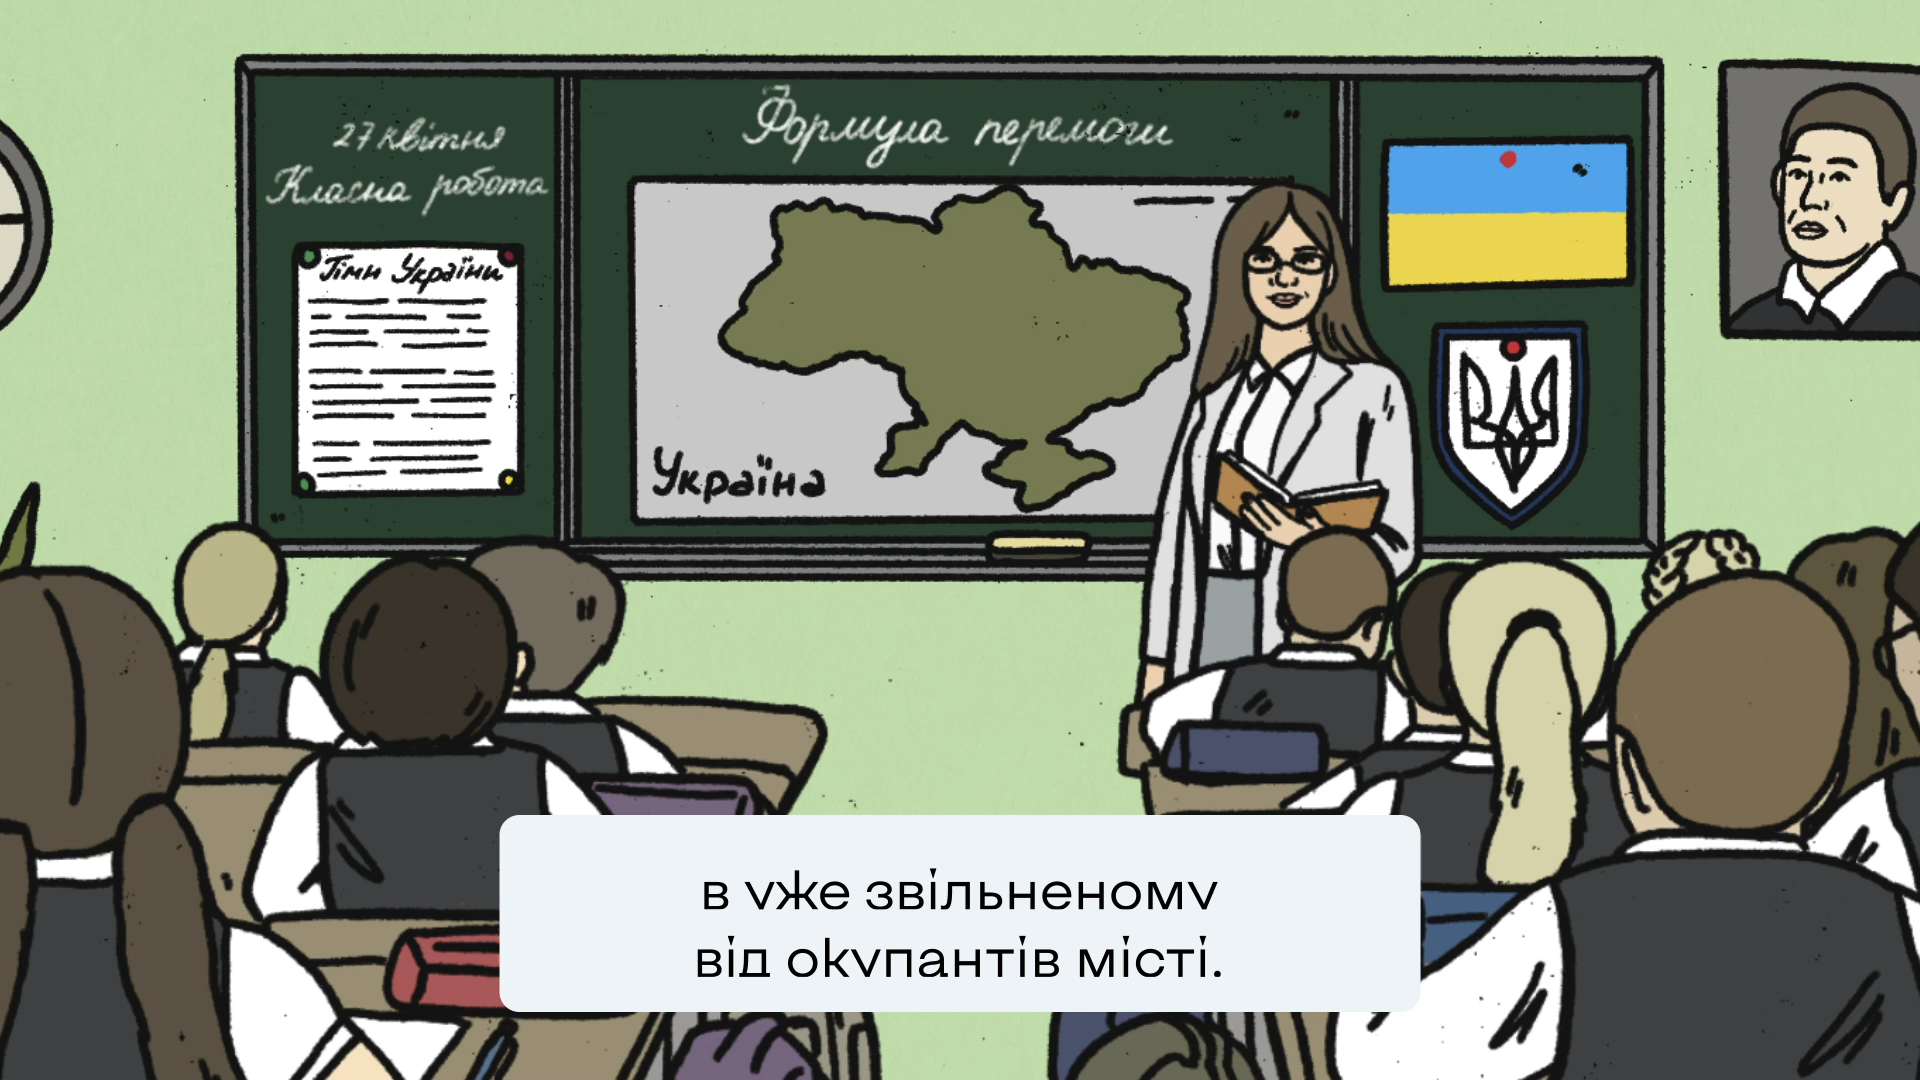 27 квітня
Класна робота
Формула перемоги
Гімн України
Україна
в уже звільненому
від окупантів місті.